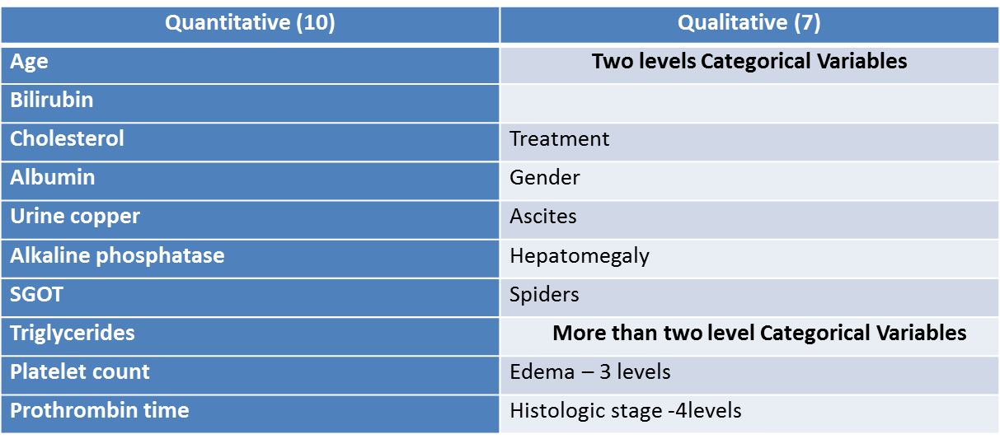 Quantitative (10) Qualitative (7)
Age Two levels Categorical Variables
Bilirubin
Cholesterol Treatment
Albumin Gender
Urine copper Ascites
Alkaline phosphatase Hepatomegaly
SGOT Spiders
Triglycerides More than two level Categorical Variables
Platelet count Edema – 3 levels
Prothrombin time Histologic stage -4levels